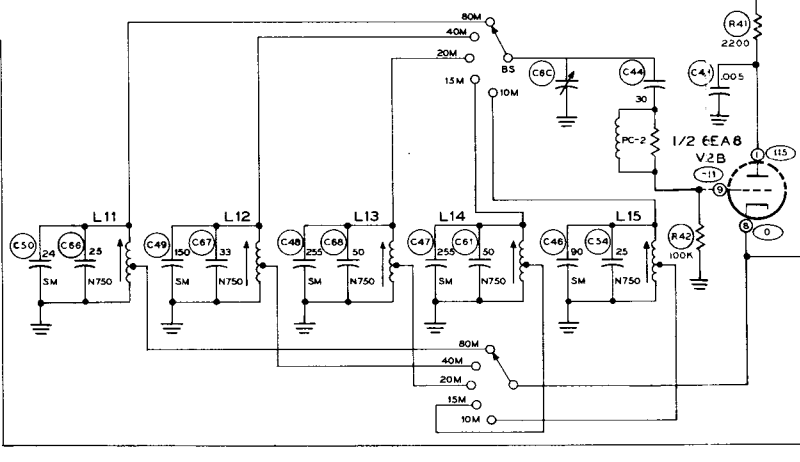 80M
40M
20M
15M
10M
BS
C6C
C44
30
R41
2200
.005
PC-2
1/2 6EA8
V2B
1
115
-11
9
8
0
R42
100K
L11
L12
L13
L14
L15
C50
24
SM
C66
25
N750
C49
150
SM
C67
33
N750
C48
255
SM
C68
50
N750
C47
255
SM
C61
50
N750
C46
90
SM
C54
25
N750
80M
40M
20M
15M
10M